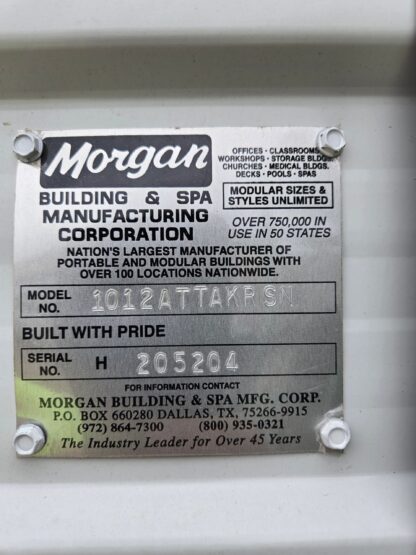 Morgan
OFFICES · CLASSROOMS
WORKSHOPS · STORAGE BLDGS.
CHURCHES · MEDICAL BLDGS.
DECKS · POOLS · SPAS
MODULAR SIZES &
STYLES UNLIMITED
BUILDING & SPA
MANUFACTURING
CORPORATION
OVER 750,000 IN
USE IN 50 STATES
NATION'S LARGEST MANUFACTURER OF
PORTABLE AND MODULAR BUILDINGS WITH
OVER 100 LOCATIONS NATIONWIDE.
MODEL NO. 1012ATTAKRSN
BUILT WITH PRIDE
SERIAL NO. H 205204
FOR INFORMATION CONTACT
MORGAN BUILDING & SPA MFG. CORP.
P.O. BOX 660280 DALLAS, TX, 75266-9915
(972) 864-7300 (800) 935-0321
The Industry Leader for Over 45 Years